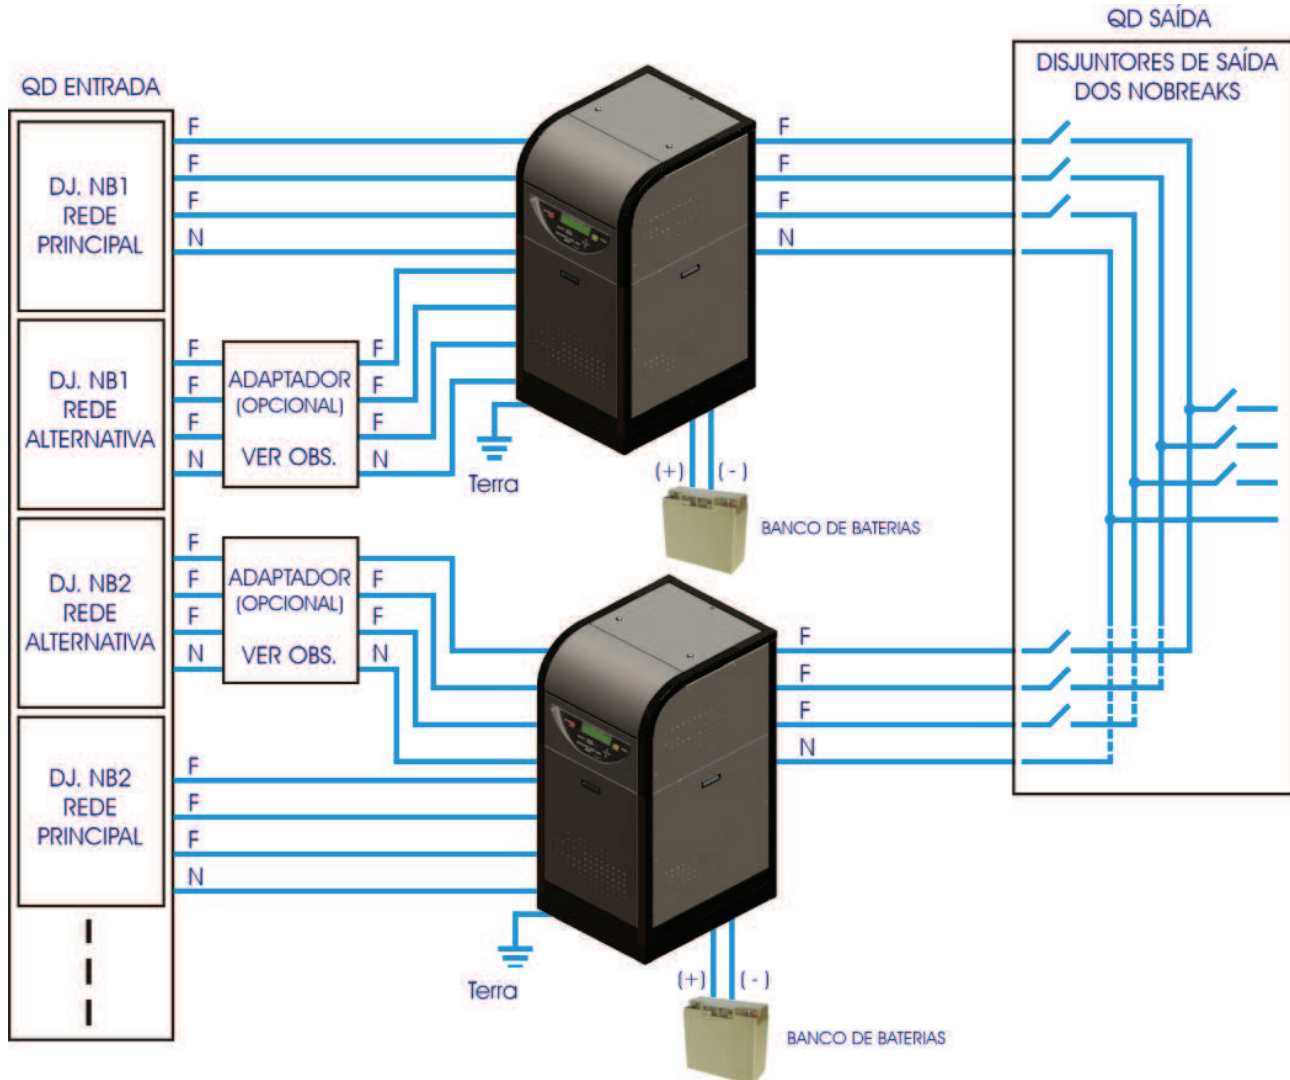 QD SAÍDA
DISJUNTORES DE SAÍDA
DOS NOBREAKS
QD ENTRADA
DJ. NB1
REDE
PRINCIPAL
F
F
F
N
F
F
F
N
DJ. NB1
REDE
ALTERNATIVA
F
F
F
N
ADAPTADOR
(OPCIONAL)
VER OBS.
F
F
F
N
Terra
(+)
(-)
BANCO DE BATERIAS
DJ. NB2
REDE
ALTERNATIVA
F
F
F
N
ADAPTADOR
(OPCIONAL)
VER OBS.
F
F
N
F
F
F
N
DJ. NB2
REDE
PRINCIPAL
F
F
F
N
Terra
(+)
(-)
BANCO DE BATERIAS